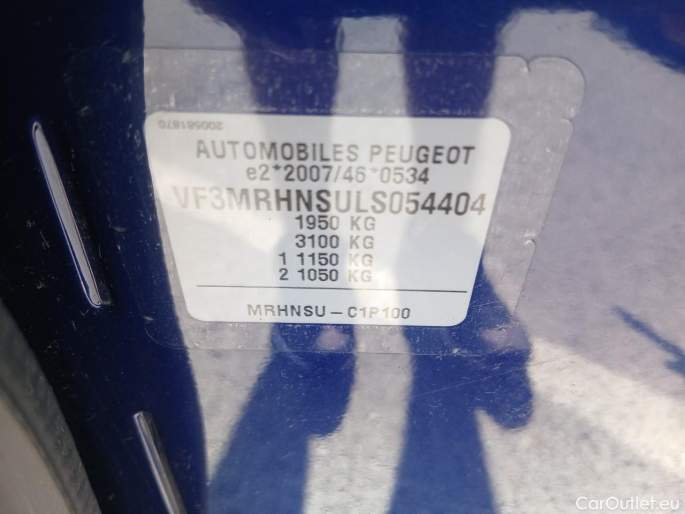 200561870
AUTOMOBILES PEUGEOT
e2*2007/46*0534
VF3MRHNSULS054404
1950 KG
3100 KG
1 1150 KG
2 1050 KG
MRHNSU-C1P100
CarOutlet.eu